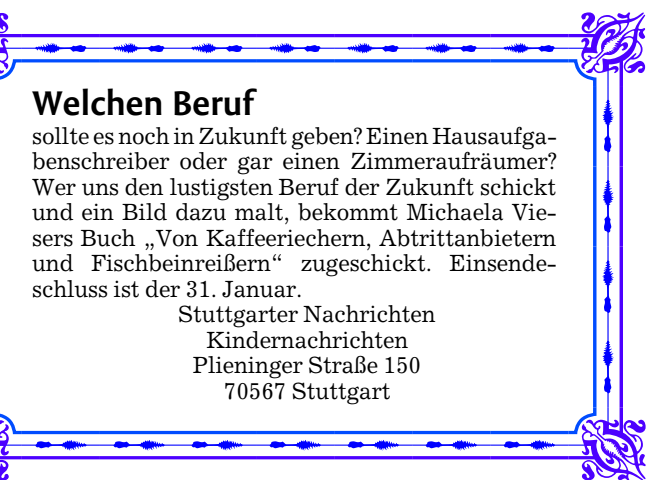 Welchen Beruf
sollte es noch in Zukunft geben? Einen Hausaufga-
benschreiber oder gar einen Zimmeraufräumer?
Wer uns den lustigsten Beruf der Zukunft schickt
und ein Bild dazu malt, bekommt Michaela Vie-
sers Buch „Von Kaffeeriechern, Abtrittanbietern
und Fischbeinreißern“ zugeschickt. Einsende-
schluss ist der 31. Januar.
Stuttgarter Nachrichten
Kindernachrichten
Plieninger Straße 150
70567 Stuttgart